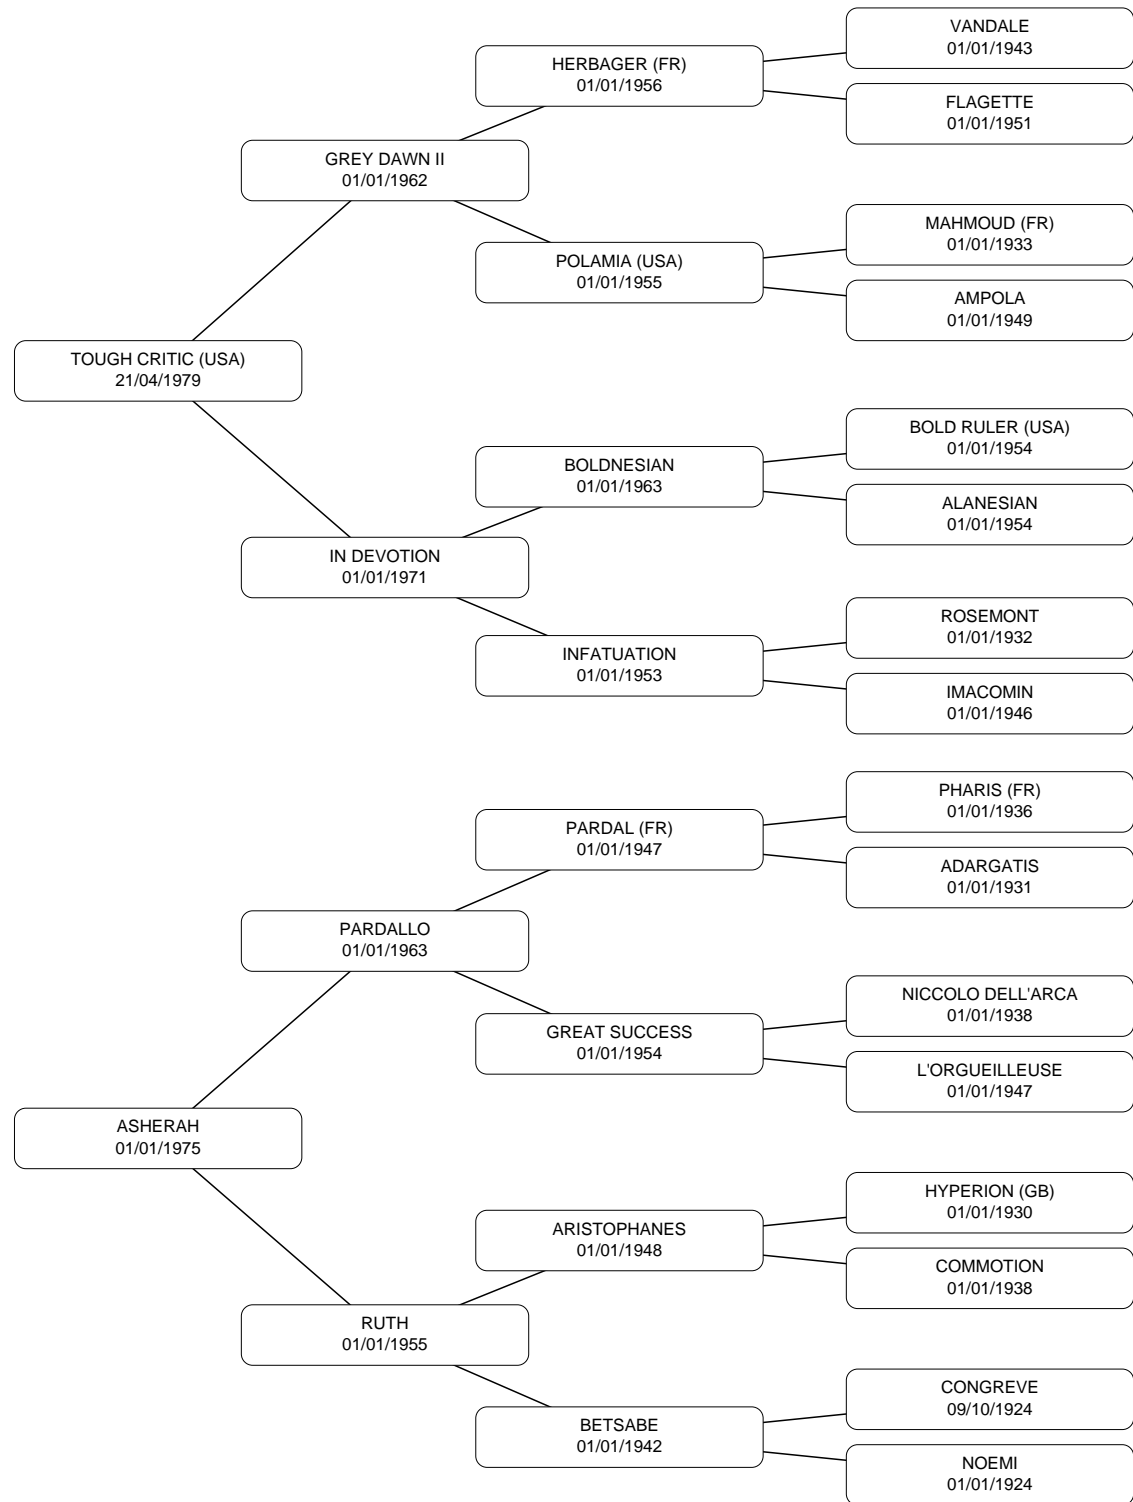 VANDALE
01/01/1943
HERBAGER (FR)
01/01/1956
FLAGETTE
01/01/1951
GREY DAWN II
01/01/1962
MAHMOUD (FR)
01/01/1933
POLAMIA (USA)
01/01/1955
AMPOLA
01/01/1949
TOUGH CRITIC (USA)
21/04/1979
BOLD RULER (USA)
01/01/1954
BOLDNESIAN
01/01/1963
ALANESIAN
01/01/1954
IN DEVOTION
01/01/1971
ROSEMONT
01/01/1932
INFATUATION
01/01/1953
IMACOMIN
01/01/1946
PHARIS (FR)
01/01/1936
PARDAL (FR)
01/01/1947
ADARGATIS
01/01/1931
PARDALLO
01/01/1963
NICCOLO DELL'ARCA
01/01/1938
GREAT SUCCESS
01/01/1954
L'ORGUEILLEUSE
01/01/1947
ASHERAH
01/01/1975
HYPERION (GB)
01/01/1930
ARISTOPHANES
01/01/1948
COMMOTION
01/01/1938
RUTH
01/01/1955
CONGREVE
09/10/1924
BETSABE
01/01/1942
NOEMI
01/01/1924